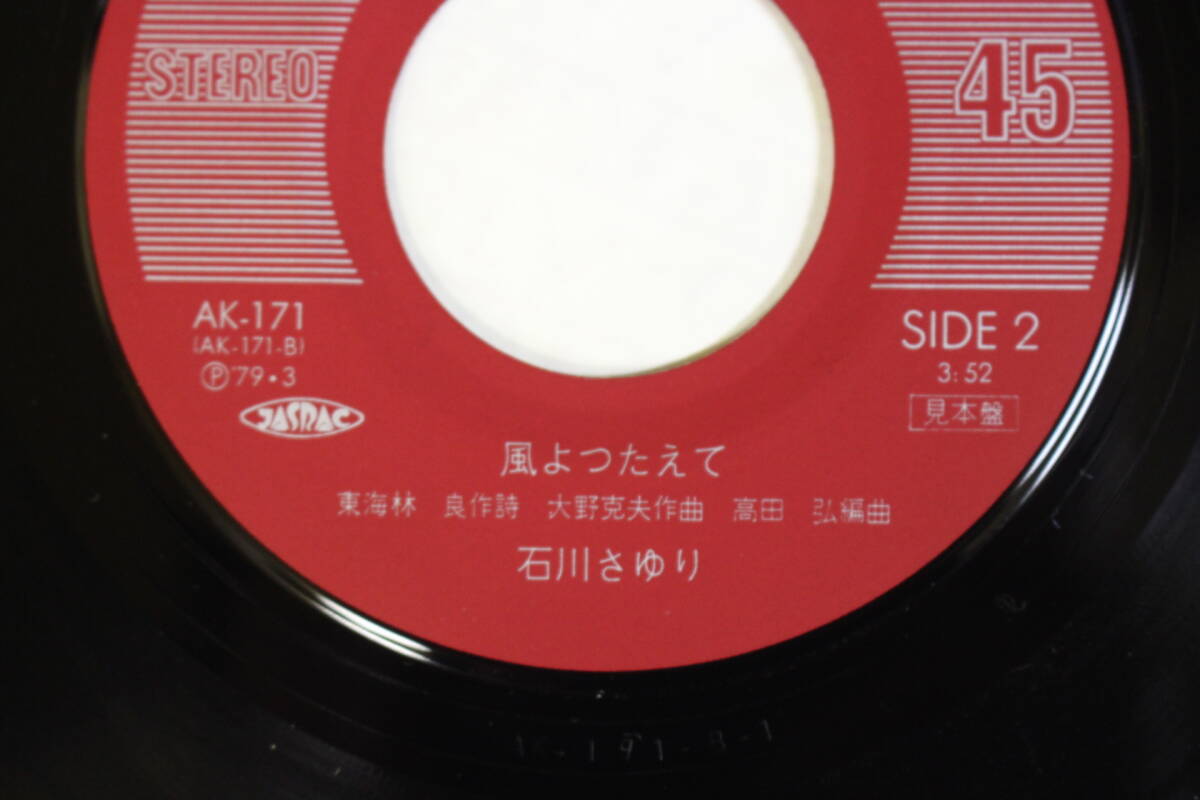 STEREO
45
AK-171
(AK-171-B)
Ⓟ79・3
JASRAC
SIDE 2
3:52
見本盤
風よつたえて
東海林 良作詩 大野克夫作曲 高田 弘編曲
石川さゆり